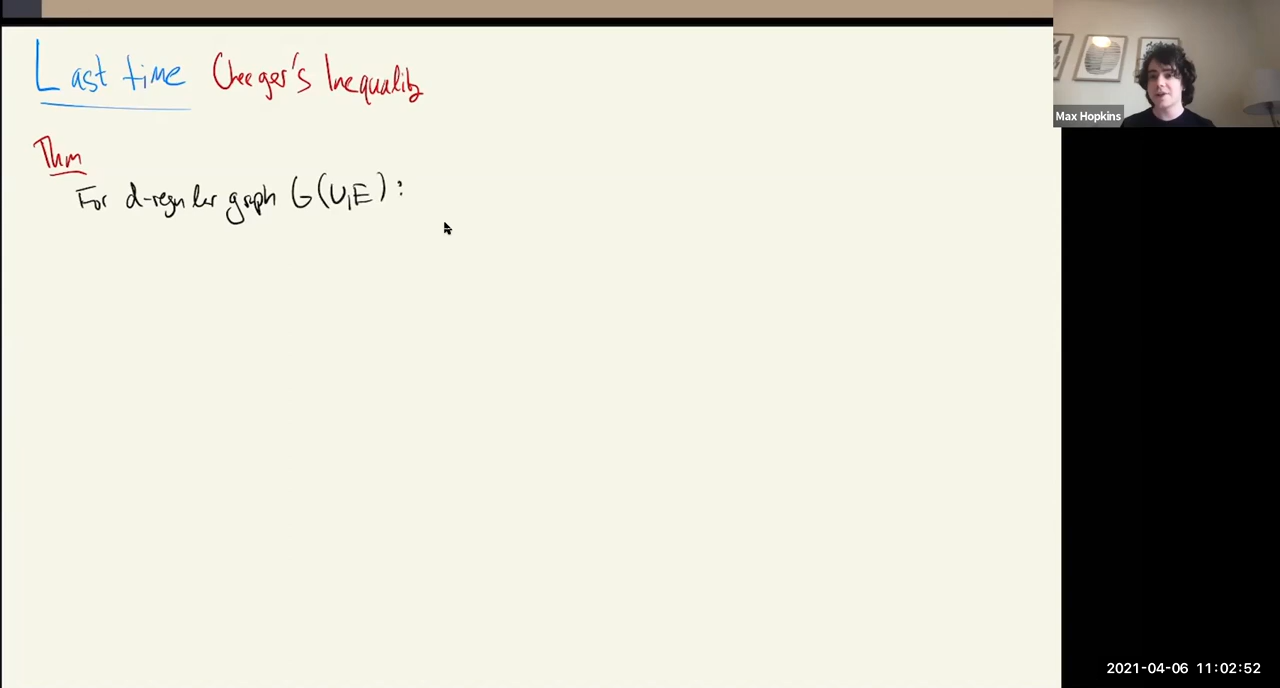 Last time Cheeger's Inequality
Max Hopkins
Thm
For d-regular graph G(V,E):
2021-04-06 11:02:52